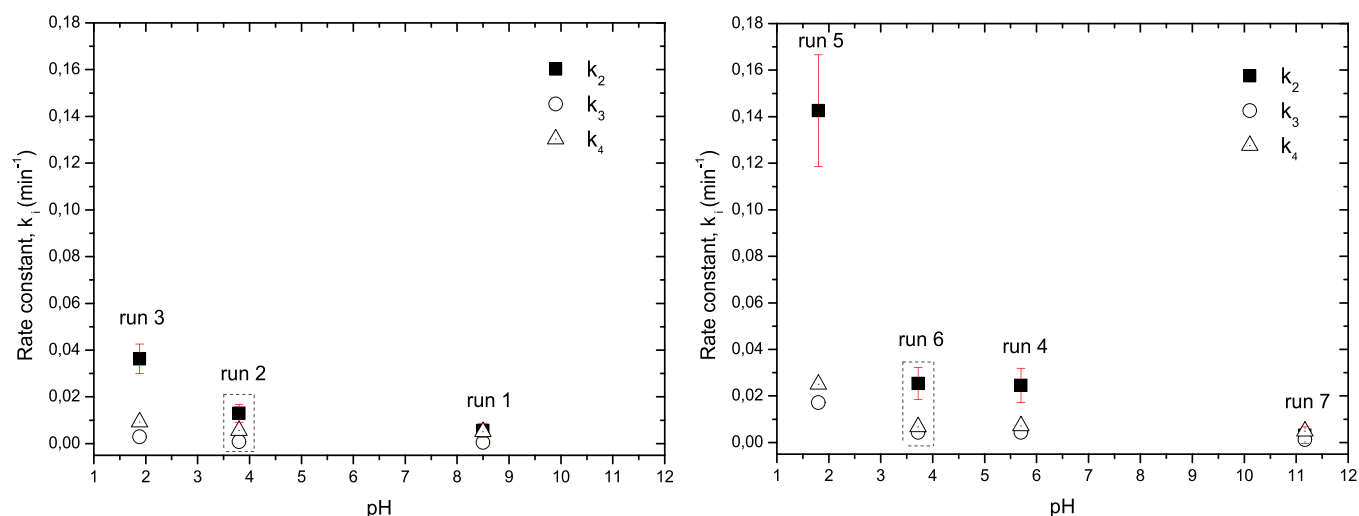 0,18
0,16
0,14
0,12
0,10
0,08
0,06
0,04
0,02
0,00
Rate constant, k i (min-1)
k2
k3
k4
run 3
run 2
run 1
1 2 3 4 5 6 7 8 9 10 11 12
pH
0,18
0,16
0,14
0,12
0,10
0,08
0,06
0,04
0,02
0,00
Rate constant, k i (min-1)
run 5
k2
k3
k4
run 6
run 4
run 7
1 2 3 4 5 6 7 8 9 10 11 12
pH